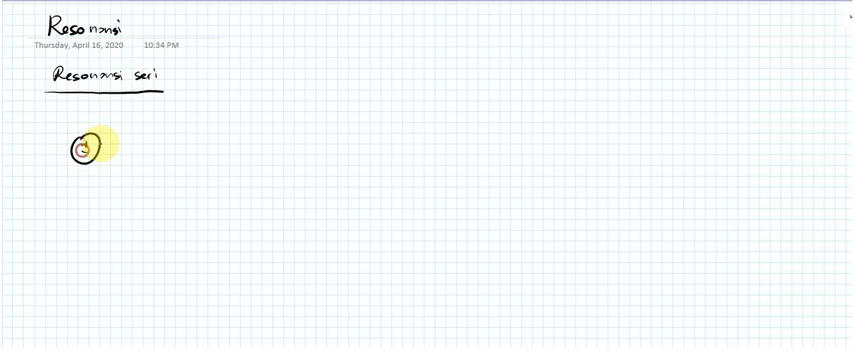 Resonansi
Thursday, April 16, 2020 10:34 PM
Resonansi seri